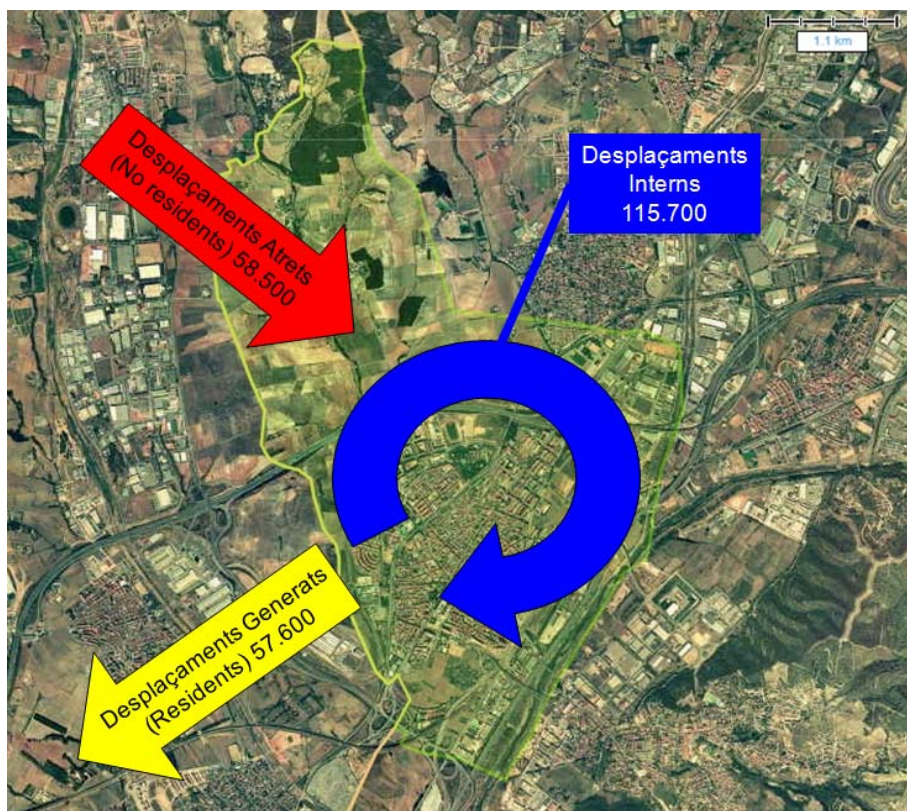 1.1 km
Desplaçaments Atrets
(No residents) 58.500
Desplaçaments
Interns
115.700
Desplaçaments Generats
(Residents) 57.600